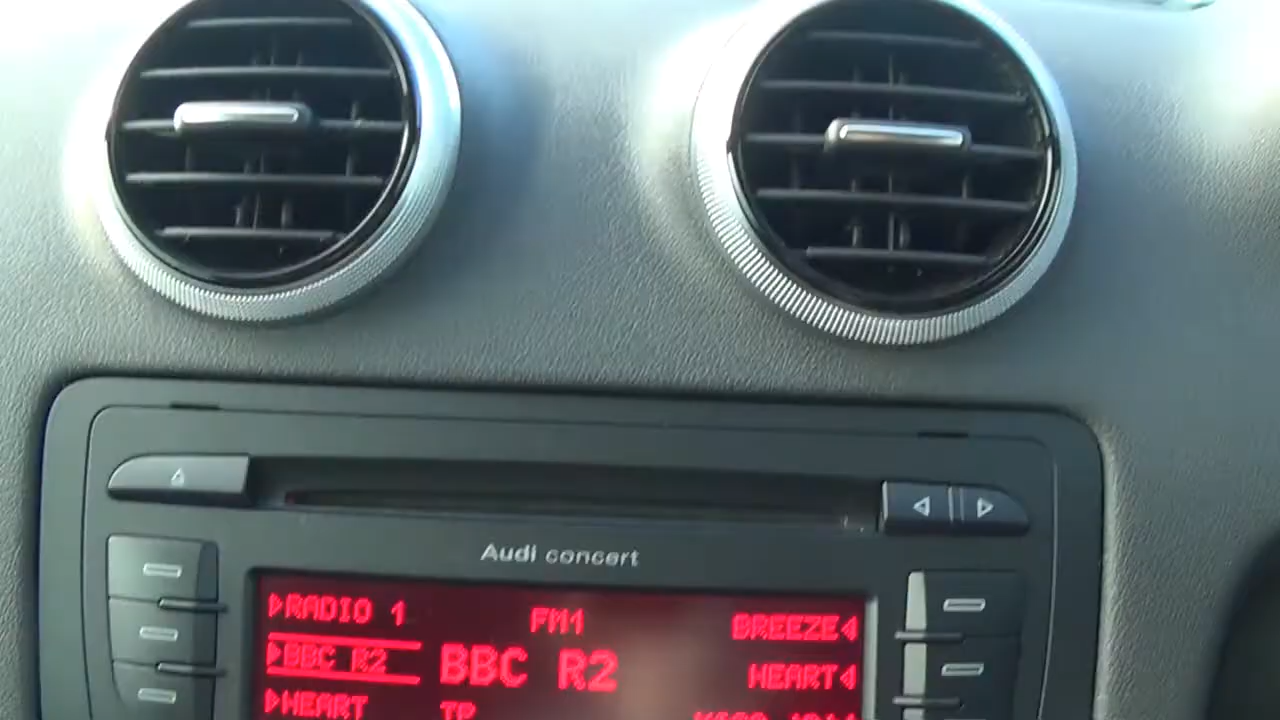 Audi concert
RADIO 1
FM1
BREEZE
BBC R2
BBC R2
HEART
HEART
TP